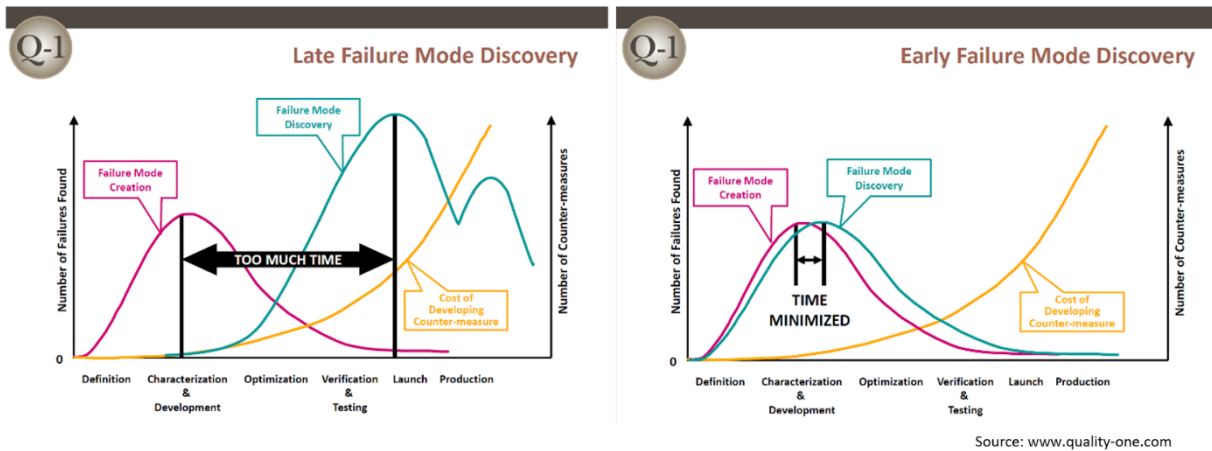 Q-1
Late Failure Mode Discovery
Failure Mode
Discovery
Failure Mode
Creation
TOO MUCH TIME
Cost of
Developing
Counter-measure
Number of Failures Found
Number of Counter-measures
0
Definition
Characterization
&
Development
Optimization
Verification
&
Testing
Launch
Production
Q-1
Early Failure Mode Discovery
Failure Mode
Creation
Failure Mode
Discovery
TIME
MINIMIZED
Cost of
Developing
Counter-measure
Number of Failures Found
Number of Counter-measures
0
Definition
Characterization
&
Development
Optimization
Verification
&
Testing
Launch
Production
Source: www.quality-one.com